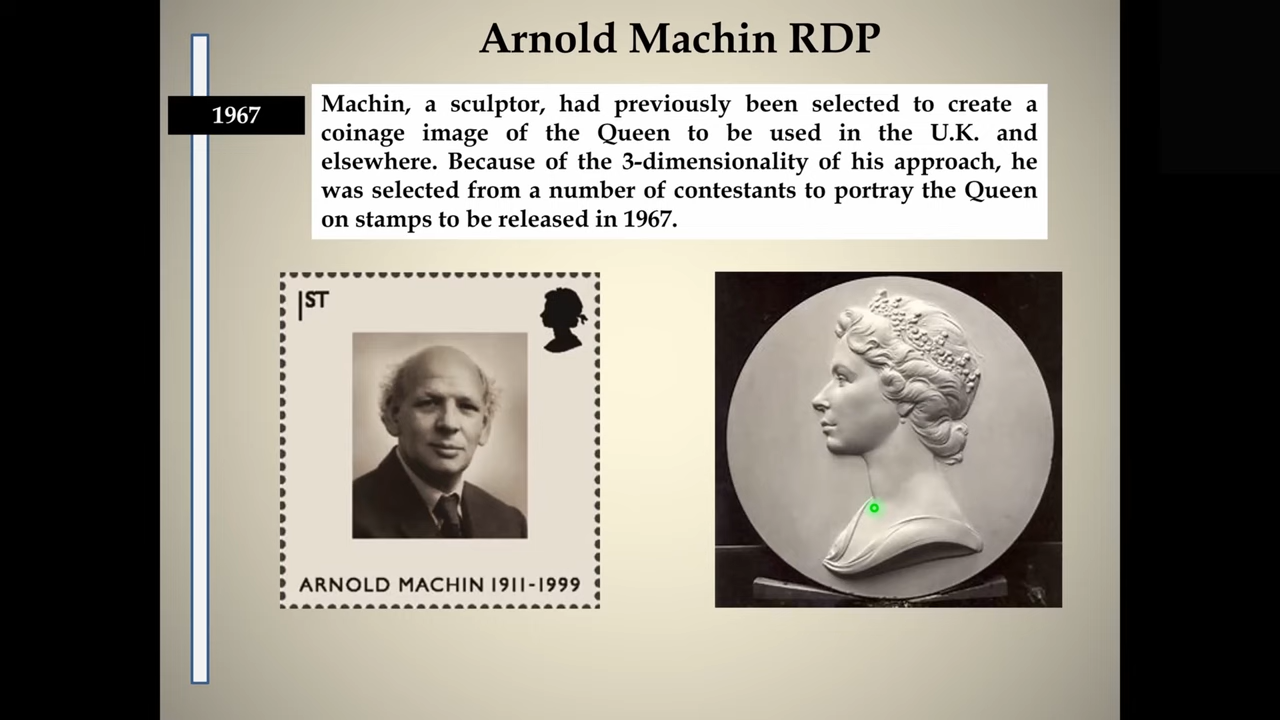 Arnold Machin RDP
1967
Machin, a sculptor, had previously been selected to create a
coinage image of the Queen to be used in the U.K. and
elsewhere. Because of the 3-dimensionality of his approach, he
was selected from a number of contestants to portray the Queen
on stamps to be released in 1967.
1ST
ARNOLD MACHIN 1911-1999